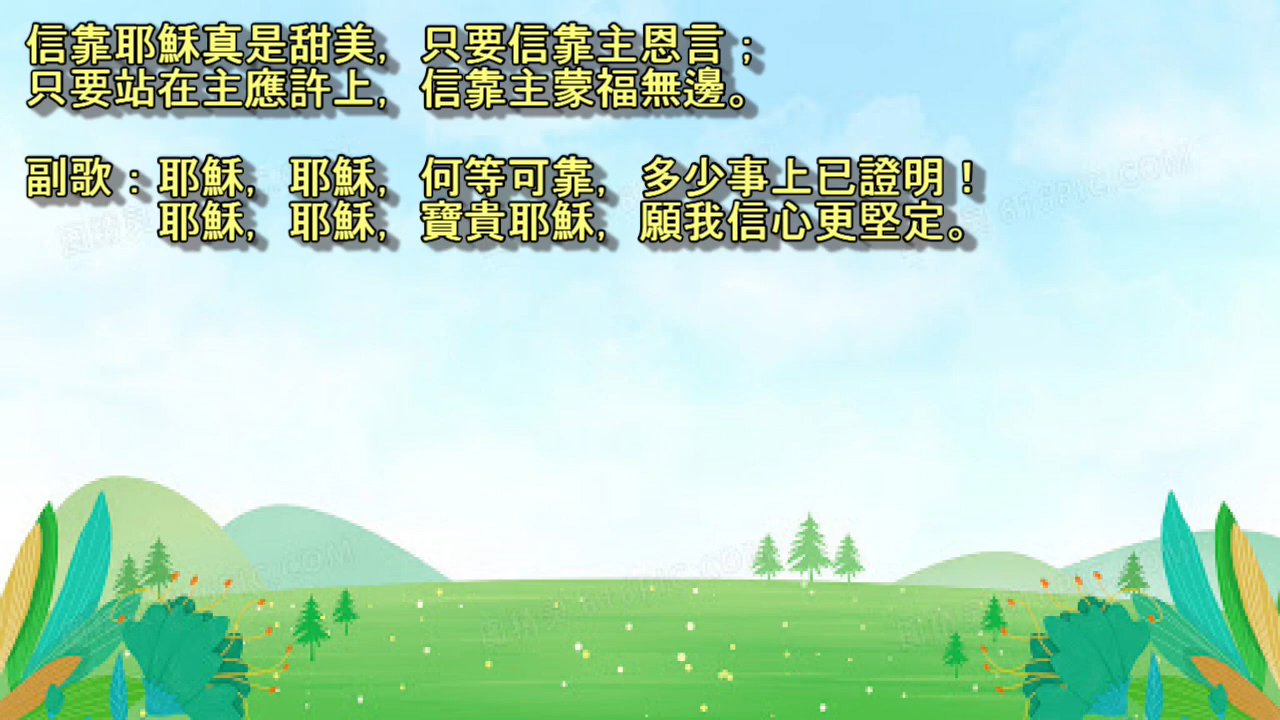 信靠耶穌真是甜美，只要信靠主恩言；
只要站在主應許上，信靠主蒙福無邊。
副歌：耶穌，耶穌，何等可靠，多少事上已證明！
耶穌，耶穌，寶貴耶穌，願我信心更堅定。